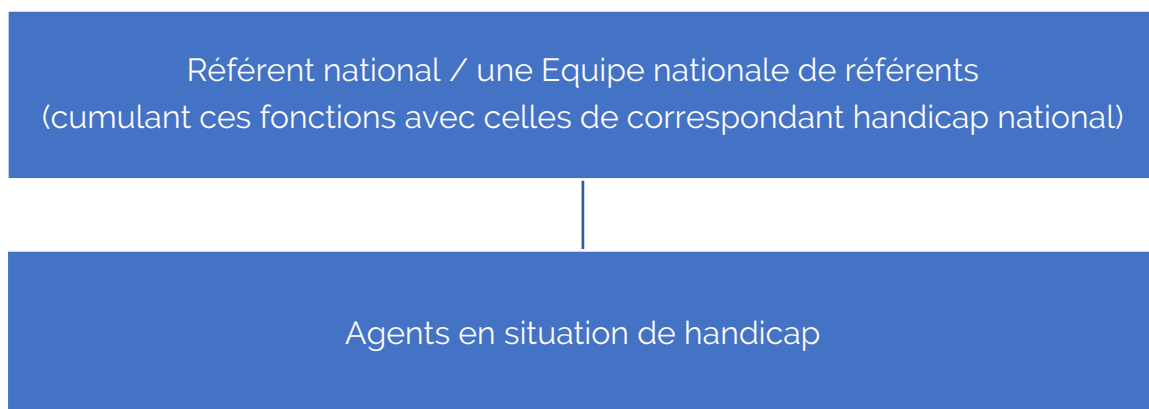 Référent national / une Equipe nationale de référents
(cumulant ces fonctions avec celles de correspondant handicap national)
Agents en situation de handicap